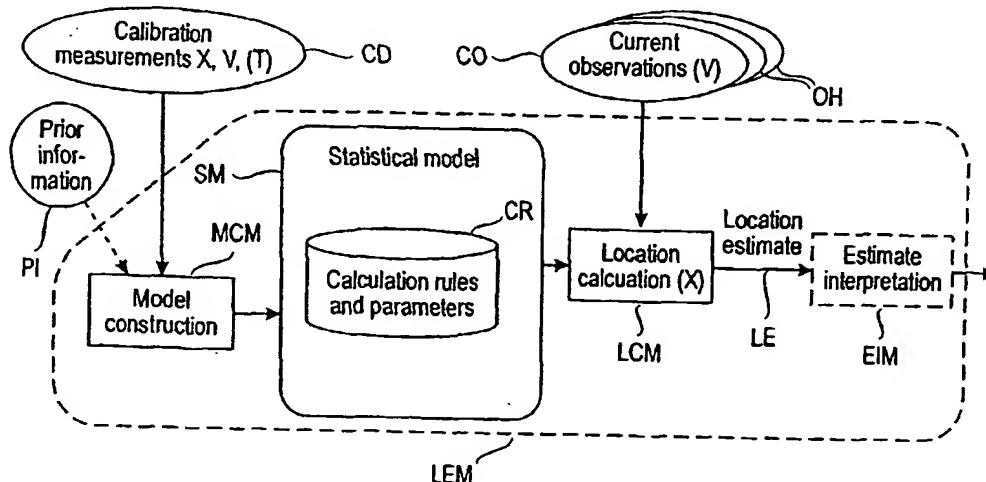 Calibration
measurements X, V, (T)
CD
CO
Current
observations (V)
OH
Prior
infor-
mation
PI
SM
Statistical model
CR
Calculation rules
and parameters
MCM
Model
construction
Location
calcuation (X)
LCM
Location
estimate
LE
Estimate
interpretation
EIM
LEM